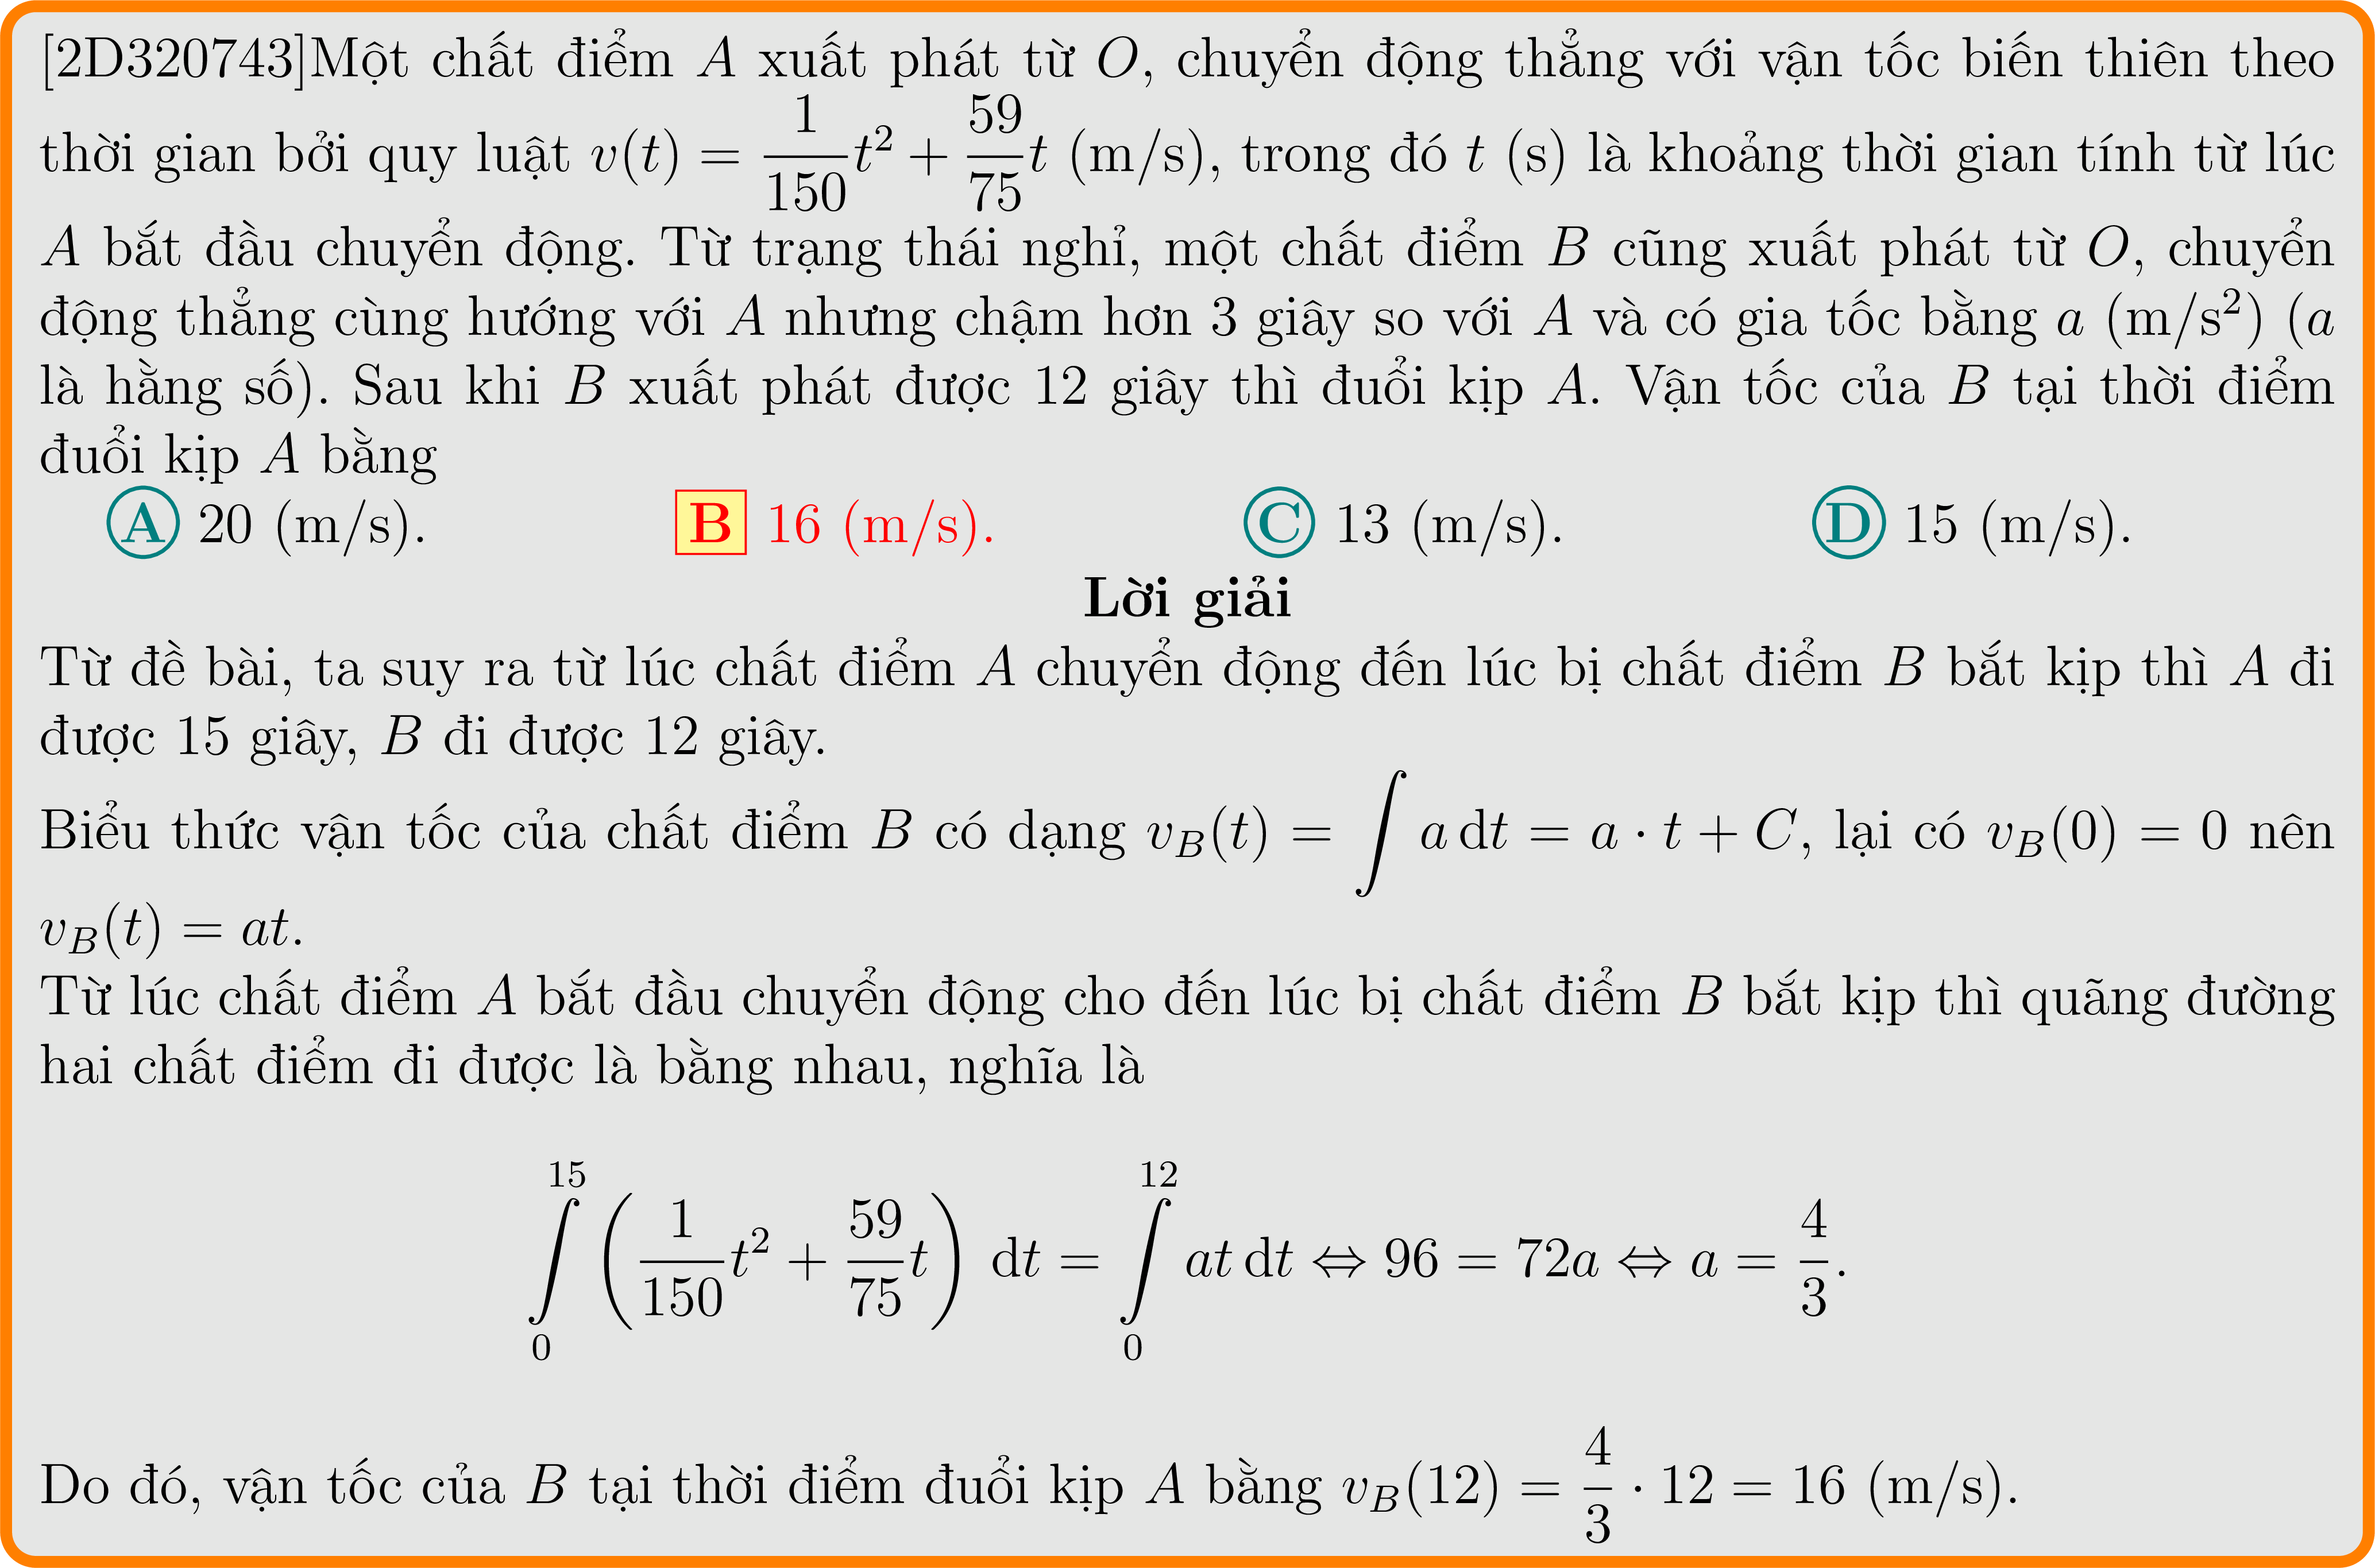 [2D320743]Một chất điểm A xuất phát từ O, chuyển động thẳng với vận tốc biến thiên theo
thời gian bởi quy luật v(t) = \frac{1}{150}t^2 + \frac{59}{75}t (m/s), trong đó t (s) là khoảng thời gian tính từ lúc
A bắt đầu chuyển động. Từ trạng thái nghỉ, một chất điểm B cũng xuất phát từ O, chuyển
động thẳng cùng hướng với A nhưng chậm hơn 3 giây so với A và có gia tốc bằng a (m/s²) (a
là hằng số). Sau khi B xuất phát được 12 giây thì đuổi kịp A. Vận tốc của B tại thời điểm
đuổi kịp A bằng
A 20 (m/s). B 16 (m/s). C 13 (m/s). D 15 (m/s).
Lời giải
Từ đề bài, ta suy ra từ lúc chất điểm A chuyển động đến lúc bị chất điểm B bắt kịp thì A đi
được 15 giây, B đi được 12 giây.
Biểu thức vận tốc của chất điểm B có dạng v_B(t) = \int a dt = a · t + C, lại có v_B(0) = 0 nên
v_B(t) = at.
Từ lúc chất điểm A bắt đầu chuyển động cho đến lúc bị chất điểm B bắt kịp thì quãng đường
hai chất điểm đi được là bằng nhau, nghĩa là
\int_0^{15} (\frac{1}{150}t^2 + \frac{59}{75}t) dt = \int_0^{12} at dt ⇔ 96 = 72a ⇔ a = \frac{4}{3}.
Do đó, vận tốc của B tại thời điểm đuổi kịp A bằng v_B(12) = \frac{4}{3} · 12 = 16 (m/s).